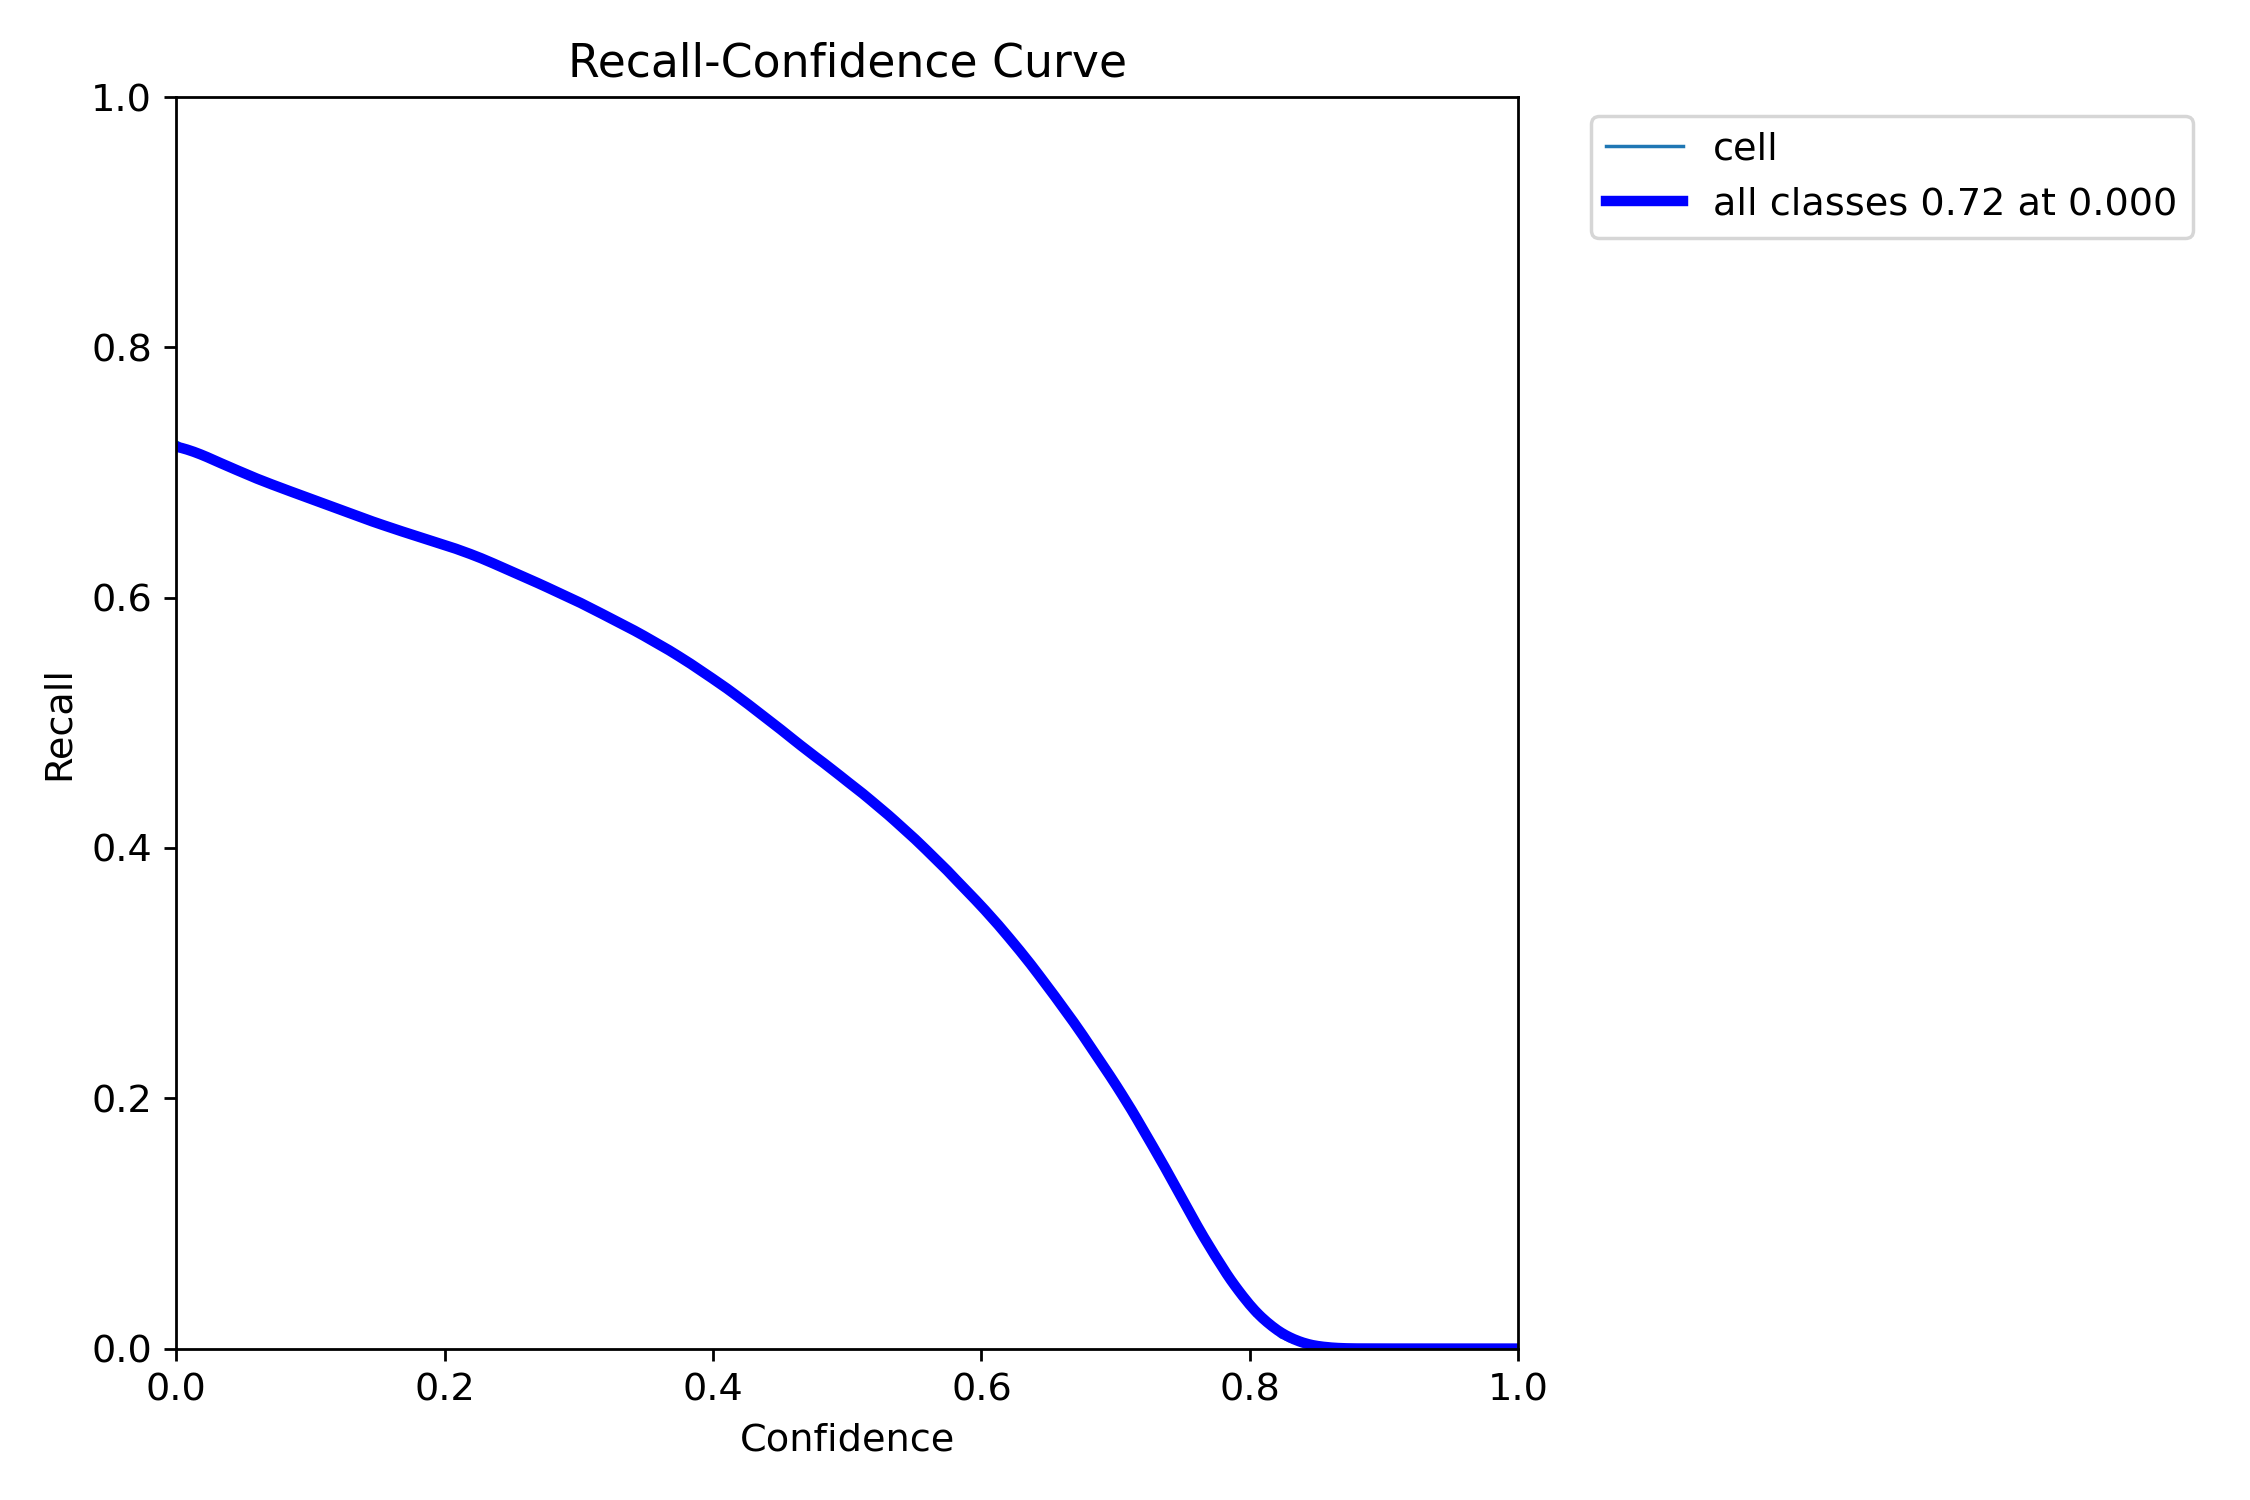 Recall-Confidence Curve
1.0
0.8
0.6
0.4
0.2
0.0
Recall
0.0 0.2 0.4 0.6 0.8 1.0
Confidence
cell
all classes 0.72 at 0.000